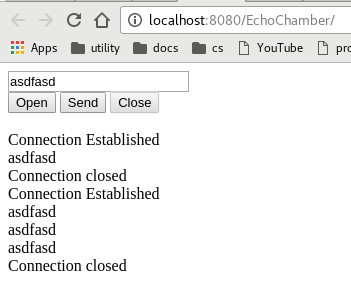 localhost:8080/EchoChamber/
Apps utility docs cs YouTube
asdfasd
Open Send Close
Connection Established
asdfasd
Connection closed
Connection Established
asdfasd
asdfasd
asdfasd
Connection closed